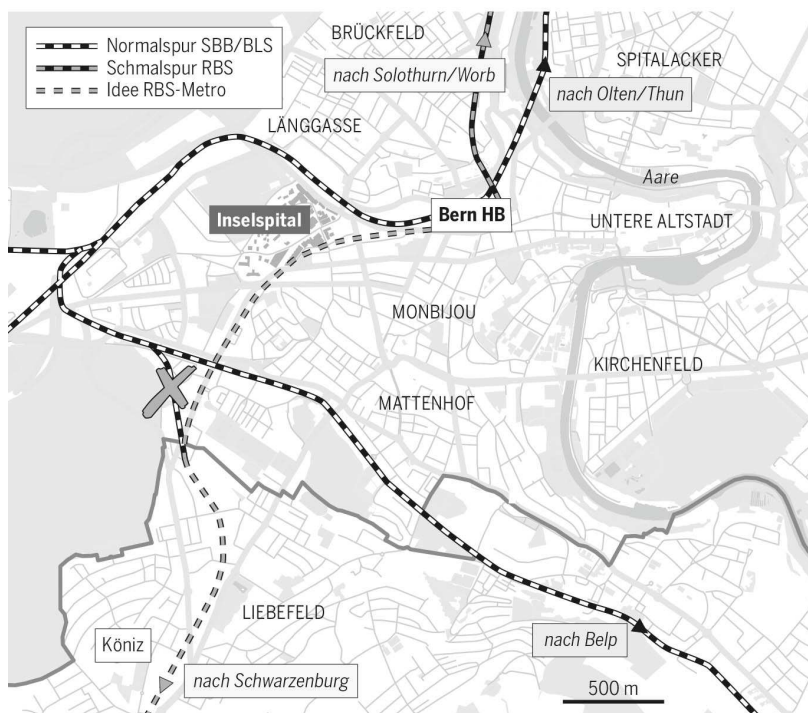 Normalspur SBB/BLS
Schmalspur RBS
Idee RBS-Metro
BRÜCKFELD
nach Solothurn/Worb
SPITALACKER
nach Olten/Thun
LÄNGGASSE
Aare
Inselspital
Bern HB
UNTERE ALTSTADT
MONBIJOU
KIRCHENFELD
MATTENHOF
LIEBEFELD
Köniz
nach Belp
nach Schwarzenburg
500 m